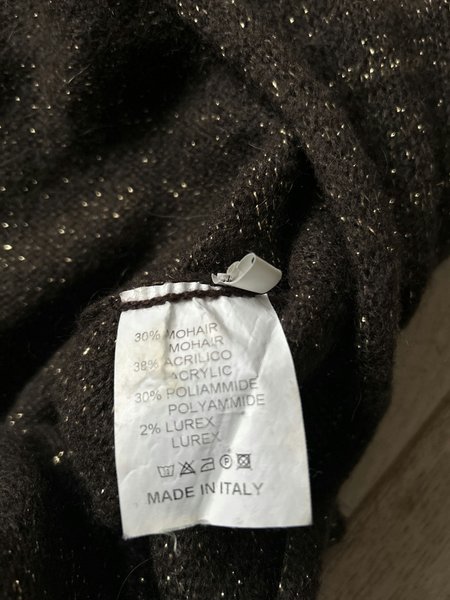 30% MOHAIR
MOHAIR
38% ACRILICO
ACRYLIC
30% POLIAMMIDE
POLYAMMIDE
2% LUREX
LUREX
P
MADE IN ITALY